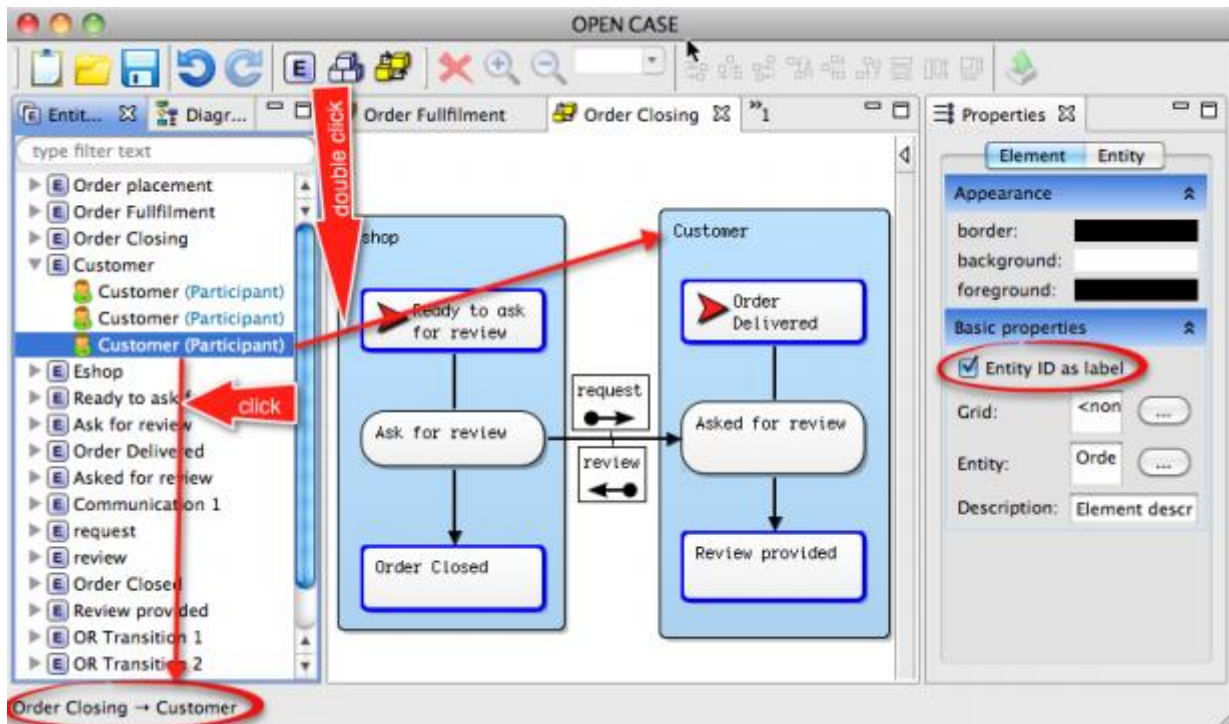 OPEN CASE
E
Entit...
Diagr...
Order Fullfilment
Order Closing
»1
Properties
type filter text
double click
Element
Entity
E Order placement
E Order Fullfilment
E Order Closing
E Customer
Customer (Participant)
Customer (Participant)
Customer (Participant)
E Eshop
E Ready to ask f
E Ask for review
E Order Delivered
E Asked for review
E Communication 1
E request
E review
E Order Closed
E Review provided
E OR Transition 1
E OR Transition 2
click
Order Closing → Customer
shop
Ready to ask
for review
Ask for review
Order Closed
request
review
Customer
Order
Delivered
Asked for review
Review provided
Appearance
border:
background:
foreground:
Basic properties
Entity ID as label
Grid:
<non
...
Entity:
Orde
...
Description:
Element descr